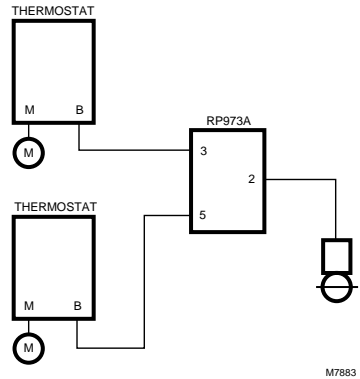 THERMOSTAT
M B
M
RP973A
3
2
5
THERMOSTAT
M B
M
M7883